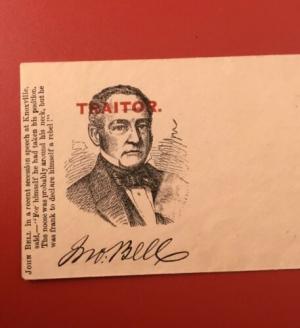 JOHN BELL in a recent secession speech at Knoxville,
said,—"For himself he had taken his position.
The noose was probably around his neck, but he
was frank to declare himself a rebel!"
TRAITOR.
Jno. Bell